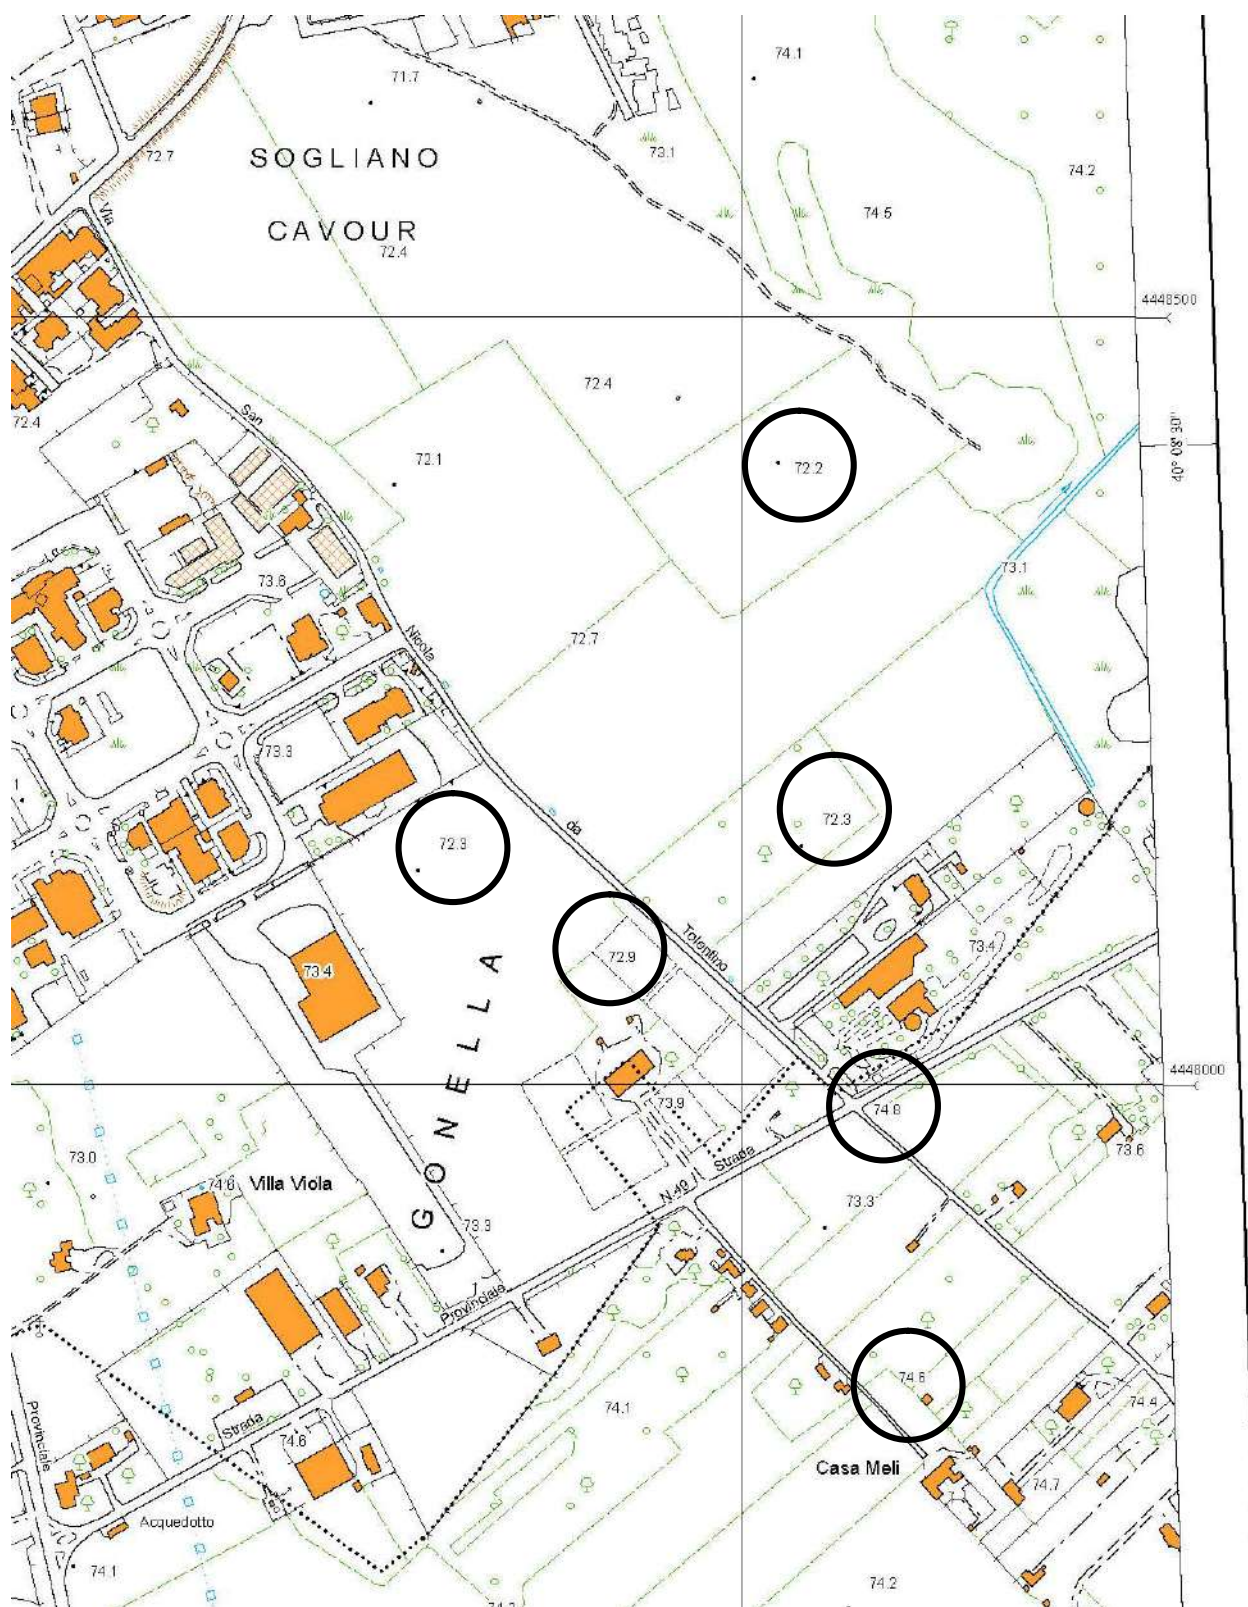 74.1
71.7
72.7
SOGLIANO
73.1
74.2
Via
74.5
CAVOUR
72.4
4448500
72.4
San
72.4
72.1
72.2
40° 08' 30"
73.1
73.6
Nicola
72.7
73.3
72.3
da
72.3
Tolentino
73.4
72.9
73.4
GONELLA
4448000
73.9
74.8
73.0
Strada
73.6
74.6
Villa Viola
N 49
73.3
73.3
Provinciale
74.6
74.4
Provinciale
Strada
74.1
74.6
Casa Meli
74.7
Acquedotto
74.1
74.2